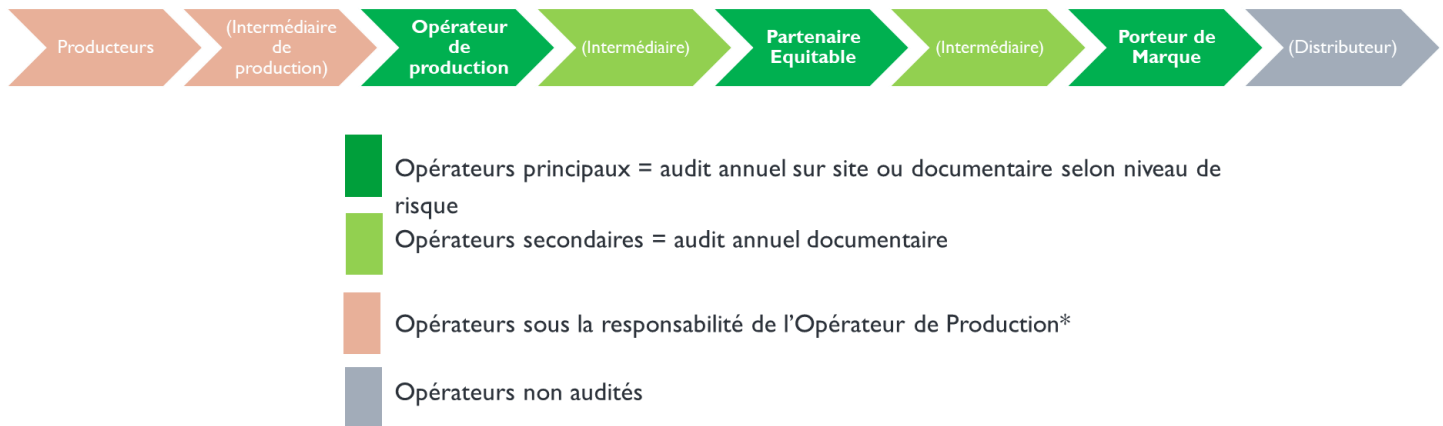 Producteurs
(Intermédiaire
de
production)
Opérateur
de
production
(Intermédiaire)
Partenaire
Equitable
(Intermédiaire)
Porteur de
Marque
(Distributeur)
Opérateurs principaux = audit annuel sur site ou documentaire selon niveau de
risque
Opérateurs secondaires = audit annuel documentaire
Opérateurs sous la responsabilité de l’Opérateur de Production*
Opérateurs non audités